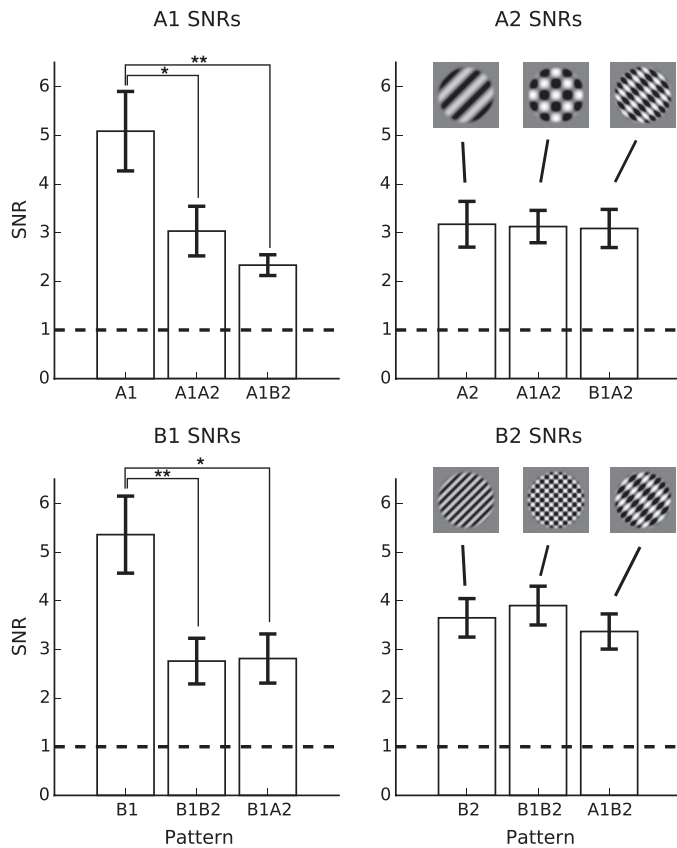 A1 SNRs
A2 SNRs
**
*
6
5
4
3
2
1
0
SNR
A1 A1A2 A1B2
6
5
4
3
2
1
0
A2 A1A2 B1A2
B1 SNRs
B2 SNRs
*
**
6
5
4
3
2
1
0
SNR
B1 B1B2 B1A2
Pattern
6
5
4
3
2
1
0
B2 B1B2 A1B2
Pattern